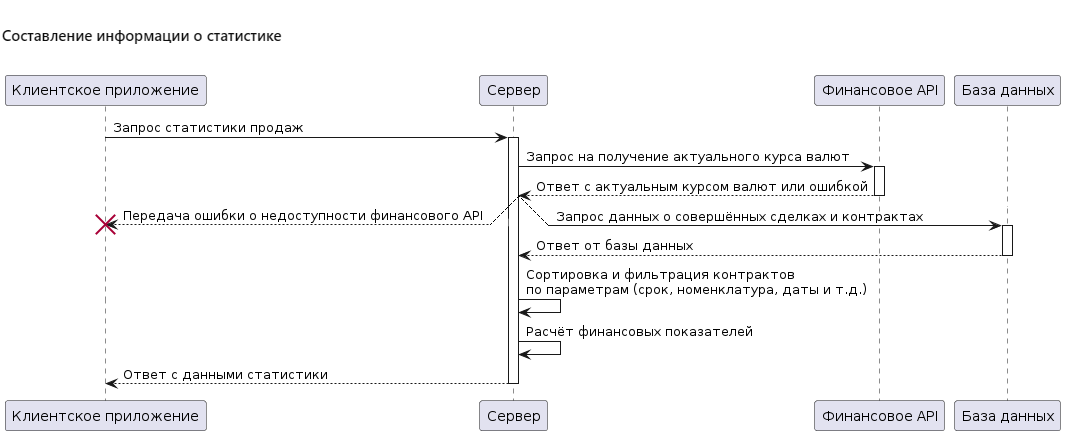 Составление информации о статистике
Клиентское приложение
Сервер
Финансовое API
База данных
Запрос статистики продаж
Запрос на получение актуального курса валют
Ответ с актуальным курсом валют или ошибкой
Передача ошибки о недоступности финансового API
Запрос данных о совершённых сделках и контрактах
Ответ от базы данных
Сортировка и фильтрация контрактов
по параметрам (срок, номенклатура, даты и т.д.)
Расчёт финансовых показателей
Ответ с данными статистики
Клиентское приложение
Сервер
Финансовое API
База данных